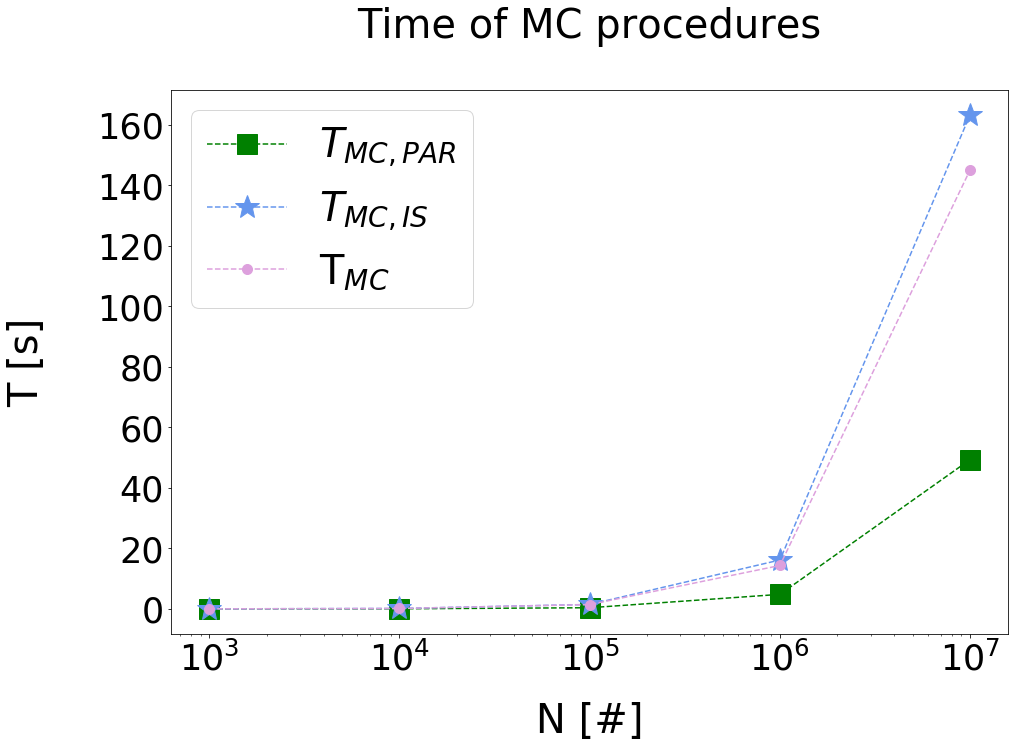 Time of MC procedures
T [s]
160
140
120
100
80
60
40
20
0
T_{MC, PAR}
T_{MC, IS}
T_{MC}
10^3 10^4 10^5 10^6 10^7
N [#]